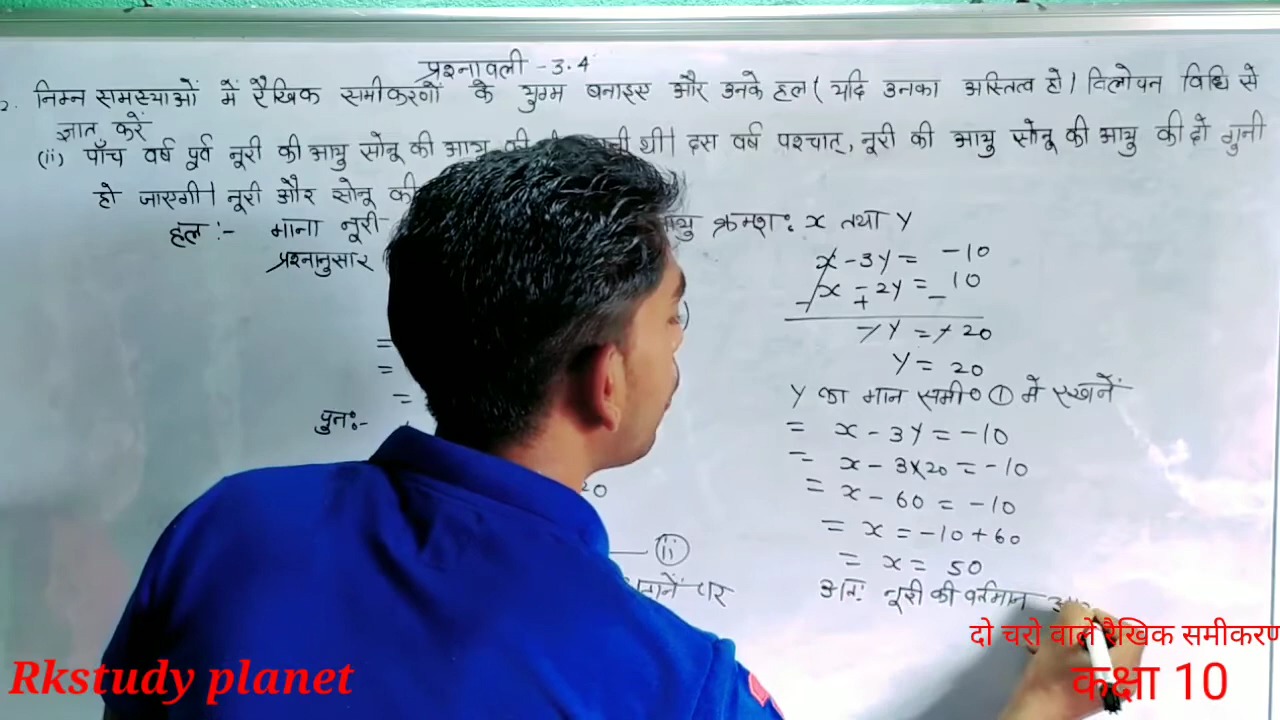 प्रश्नावली - 3.4
2. निम्न समस्याओं में रैखिक समीकरणों के युग्म बनाइए और उनके हल ( यदि उनका अस्तित्व हो ) विलोपन विधि से
ज्ञात करें
(ii) पाँच वर्ष पूर्व नूरी की आयु सोनू की आयु की थी। दस वर्ष पश्चात्, नूरी की आयु सोनू की आयु की दो गुनी
हो जाएगी। नूरी और सोनू की
हल :- माना नूरी आयु क्रमशः x तथा y
प्रश्नानुसार
=
=
=
पुनः-
20
(ii)
पर
x - 3y = -10
x - 2y = 10
- + -
- y = - 20
y = 20
y का मान समी० ① में रखनें
= x - 3y = -10
= x - 3x20 = -10
= x - 60 = -10
= x = -10 + 60
= x = 50
अतः नूरी की वर्तमान
दो चरो वाले रैखिक समीकरण
कक्षा 10
Rkstudy planet